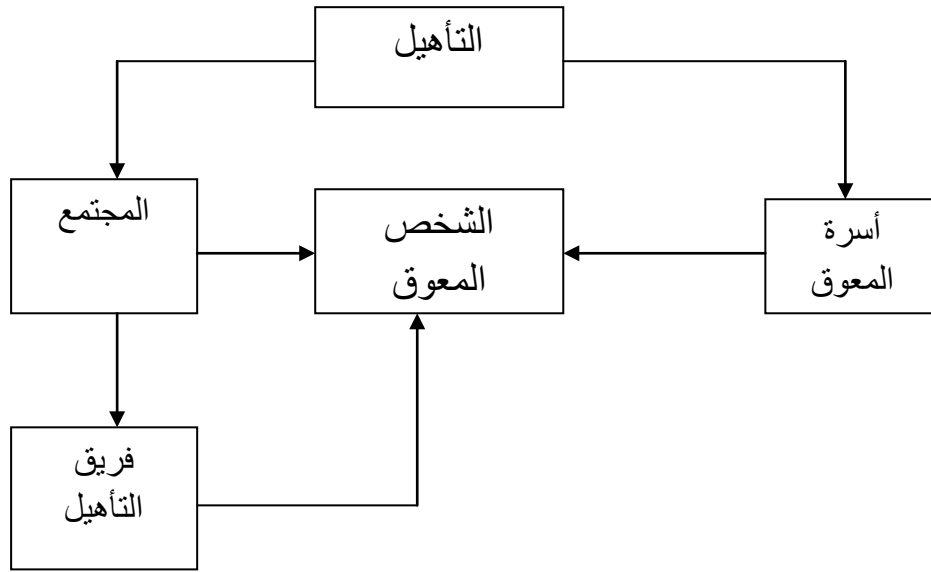 التأهيل
المجتمع
الشخص
المعوق
أسرة
المعوق
فريق
التأهيل